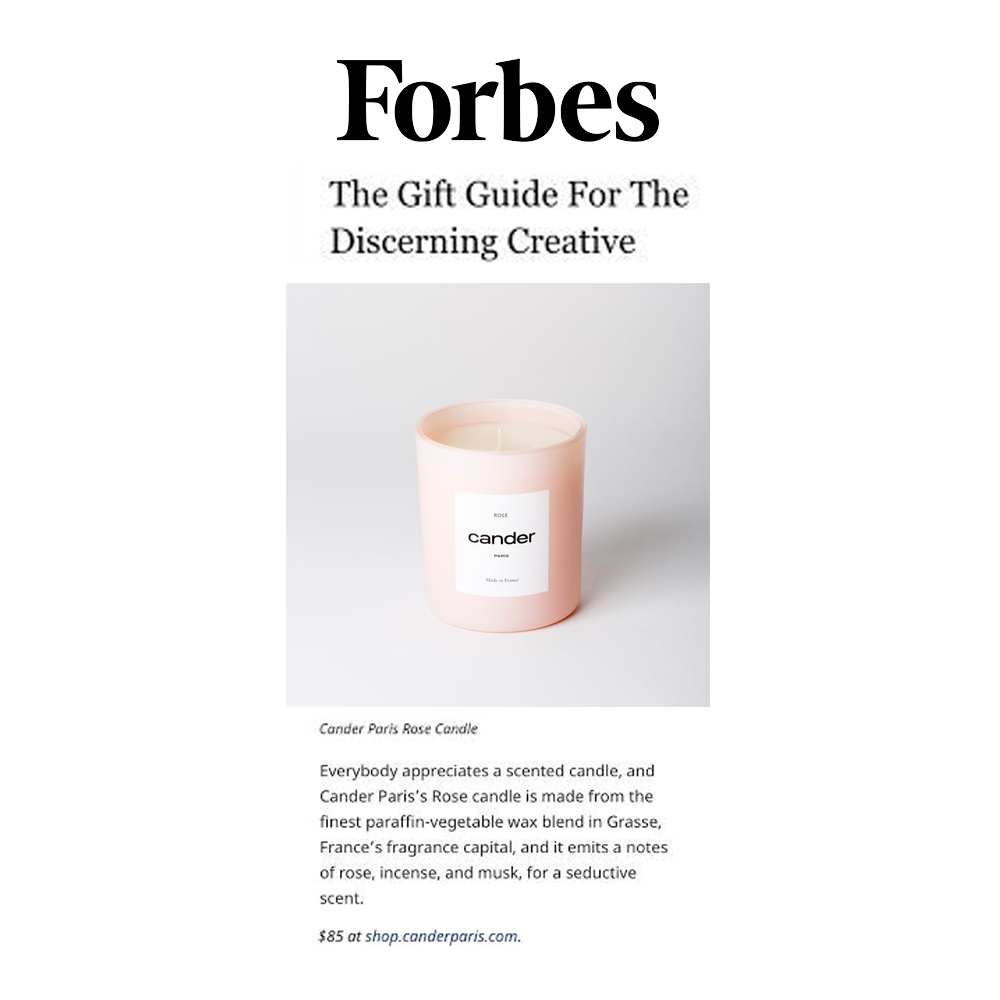 Forbes
The Gift Guide For The
Discerning Creative
ROSE
cander
PARIS
Made in France
Cander Paris Rose Candle
Everybody appreciates a scented candle, and
Cander Paris's Rose candle is made from the
finest paraffin-vegetable wax blend in Grasse,
France's fragrance capital, and it emits a notes
of rose, incense, and musk, for a seductive
scent.
$85 at shop.canderparis.com.